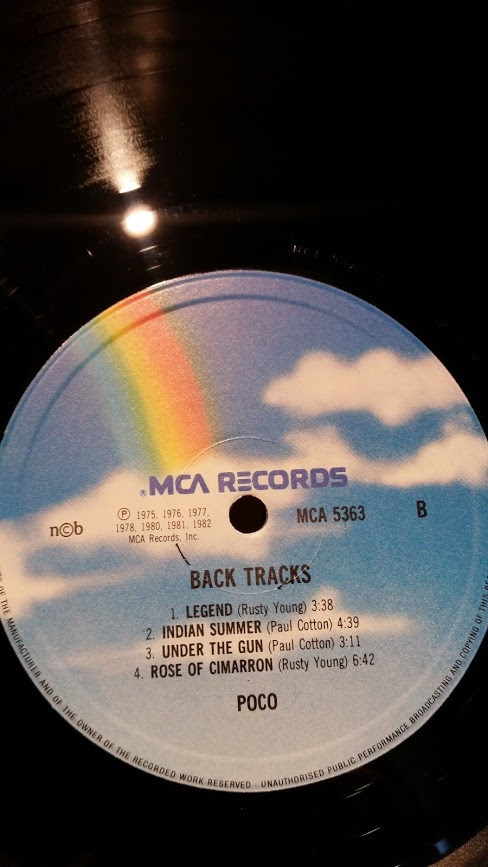 ®MCA RECORDS
n©b
Ⓟ 1975, 1976, 1977,
1978, 1980, 1981, 1982
MCA Records, Inc.
MCA 5363
B
BACK TRACKS
1. LEGEND (Rusty Young) 3:38
2. INDIAN SUMMER (Paul Cotton) 4:39
3. UNDER THE GUN (Paul Cotton) 3:11
4. ROSE OF CIMARRON (Rusty Young) 6:42
POCO
OF THE MANUFACTURER AND OF THE OWNER OF THE RECORDED WORK RESERVED · UNAUTHORISED PUBLIC PERFORMANCE BROADCASTING AND COPYING OF THIS